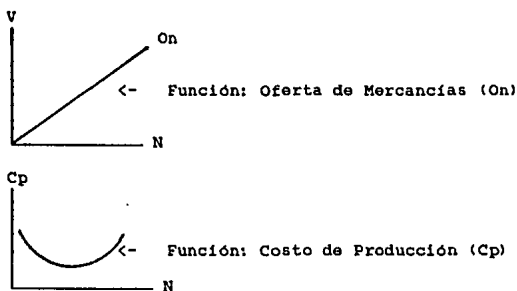 V
On
<- Función: Oferta de Mercancías (On)
N
Cp
<- Función: Costo de Producción (Cp)
N